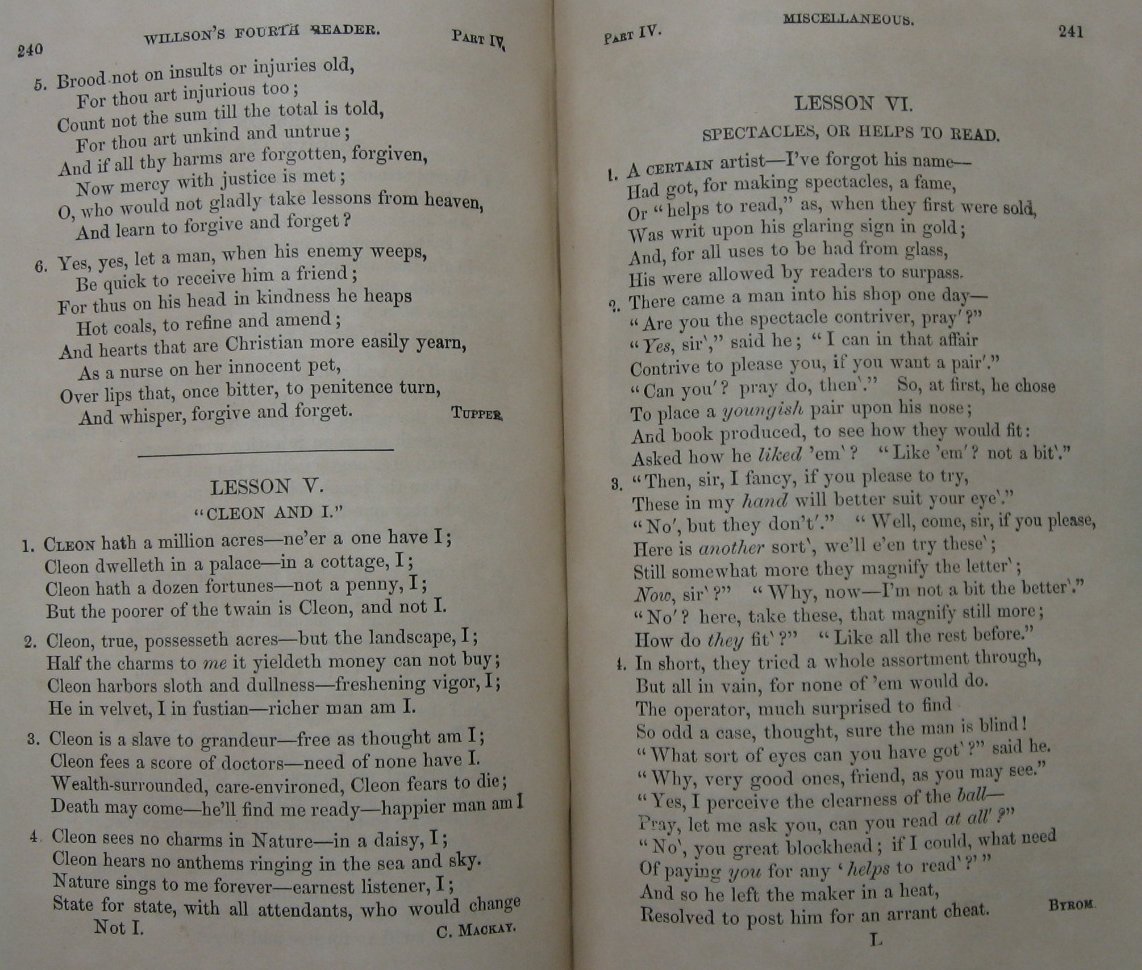 240 WILLSON'S FOURTH READER. PART IV.
5. Brood not on insults or injuries old,
For thou art injurious too;
Count not the sum till the total is told,
For thou art unkind and untrue;
And if all thy harms are forgotten, forgiven,
Now mercy with justice is met;
O, who would not gladly take lessons from heaven,
And learn to forgive and forget?
6. Yes, yes, let a man, when his enemy weeps,
Be quick to receive him a friend;
For thus on his head in kindness he heaps
Hot coals, to refine and amend;
And hearts that are Christian more easily yearn,
As a nurse on her innocent pet,
Over lips that, once bitter, to penitence turn,
And whisper, forgive and forget. TUPPER.
LESSON V.
"CLEON AND I."
1. CLEON hath a million acres—ne'er a one have I;
Cleon dwelleth in a palace—in a cottage, I;
Cleon hath a dozen fortunes—not a penny, I;
But the poorer of the twain is Cleon, and not I.
2. Cleon, true, possesseth acres—but the landscape, I;
Half the charms to me it yieldeth money can not buy;
Cleon harbors sloth and dullness—freshening vigor, I;
He in velvet, I in fustian—richer man am I.
3. Cleon is a slave to grandeur—free as thought am I;
Cleon fees a score of doctors—need of none have I.
Wealth-surrounded, care-environed, Cleon fears to die;
Death may come—he'll find me ready—happier man am I
4. Cleon sees no charms in Nature—in a daisy, I;
Cleon hears no anthems ringing in the sea and sky.
Nature sings to me forever—earnest listener, I;
State for state, with all attendants, who would change
Not I. C. MACKAY.
PART IV. MISCELLANEOUS. 241
LESSON VI.
SPECTACLES, OR HELPS TO READ.
1. A CERTAIN artist—I've forgot his name—
Had got, for making spectacles, a fame,
Or "helps to read," as, when they first were sold,
Was writ upon his glaring sign in gold;
And, for all uses to be had from glass,
His were allowed by readers to surpass.
2. There came a man into his shop one day—
"Are you the spectacle contriver, pray′?"
"Yes, sir‵," said he; "I can in that affair
Contrive to please you, if you want a pair′."
"Can you′? pray do, then‵." So, at first, he chose
To place a youngish pair upon his nose;
And book produced, to see how they would fit:
Asked how he liked 'em‵? "Like 'em′? not a bit‵."
3. "Then, sir, I fancy, if you please to try,
These in my hand will better suit your eye‵."
"No′, but they don't′." "Well, come, sir, if you please,
Here is another sort‵, we'll e'en try these‵;
Still somewhat more they magnify the letter‵;
Now, sir‵?" "Why, now—I'm not a bit the better‵."
"No′? here, take these, that magnify still more;
How do they fit‵?" "Like all the rest before."
4. In short, they tried a whole assortment through,
But all in vain, for none of 'em would do.
The operator, much surprised to find
So odd a case, thought, sure the man is blind!
"What sort of eyes can you have got‵?" said he.
"Why, very good ones, friend, as you may see."
"Yes, I perceive the clearness of the ball—
Pray, let me ask you, can you read at all′?"
"No‵, you great blockhead; if I could, what need
Of paying you for any 'helps to read‵?'"
And so he left the maker in a heat,
Resolved to post him for an arrant cheat. BYROM.
L